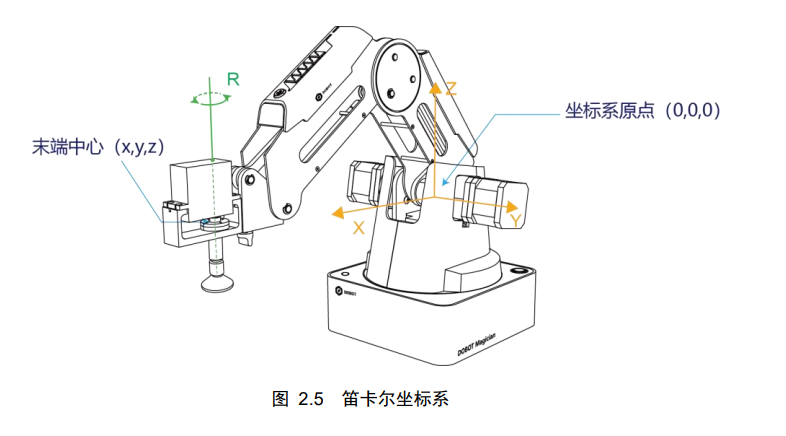 R
DOBOT
Z
坐标系原点（0,0,0）
末端中心（x,y,z）
X
Y
DOBOT
DOBOT Magician
图 2.5 笛卡尔坐标系